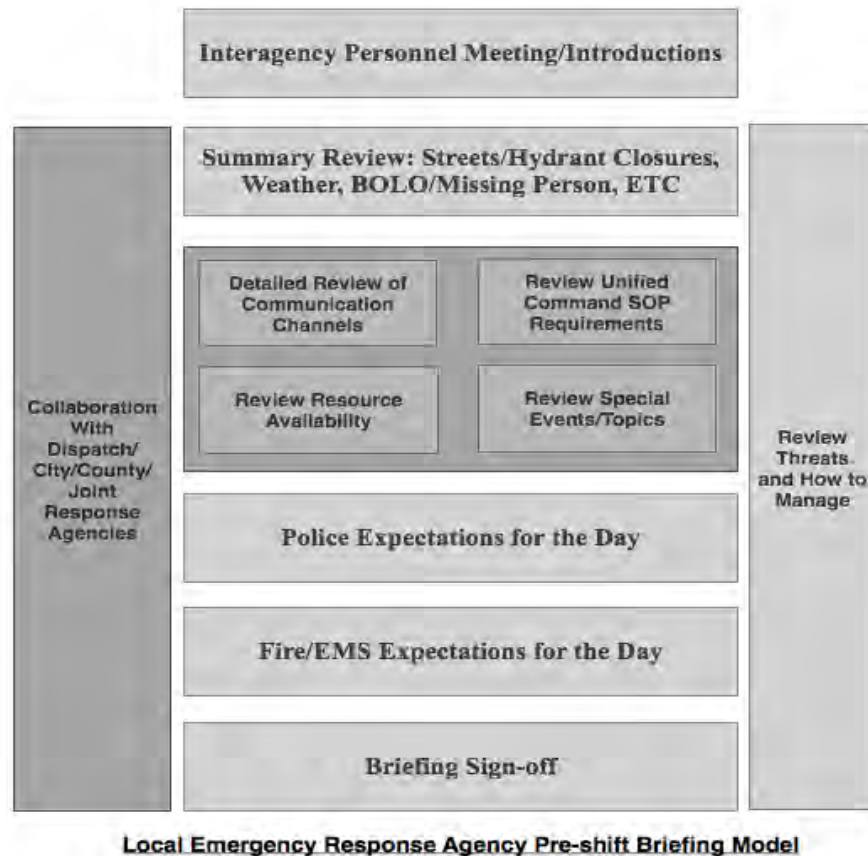 Interagency Personnel Meeting/Introductions
Summary Review: Streets/Hydrant Closures,
Weather, BOLO/Missing Person, ETC
Detailed Review of
Communication
Channels
Review Unified
Command SOP
Requirements
Review Resource
Availability
Review Special
Events/Topics
Collaboration
With
Dispatch/
City/County/
Joint
Response
Agencies
Review
Threats
and How to
Manage
Police Expectations for the Day
Fire/EMS Expectations for the Day
Briefing Sign-off
Local Emergency Response Agency Pre-shift Briefing Model